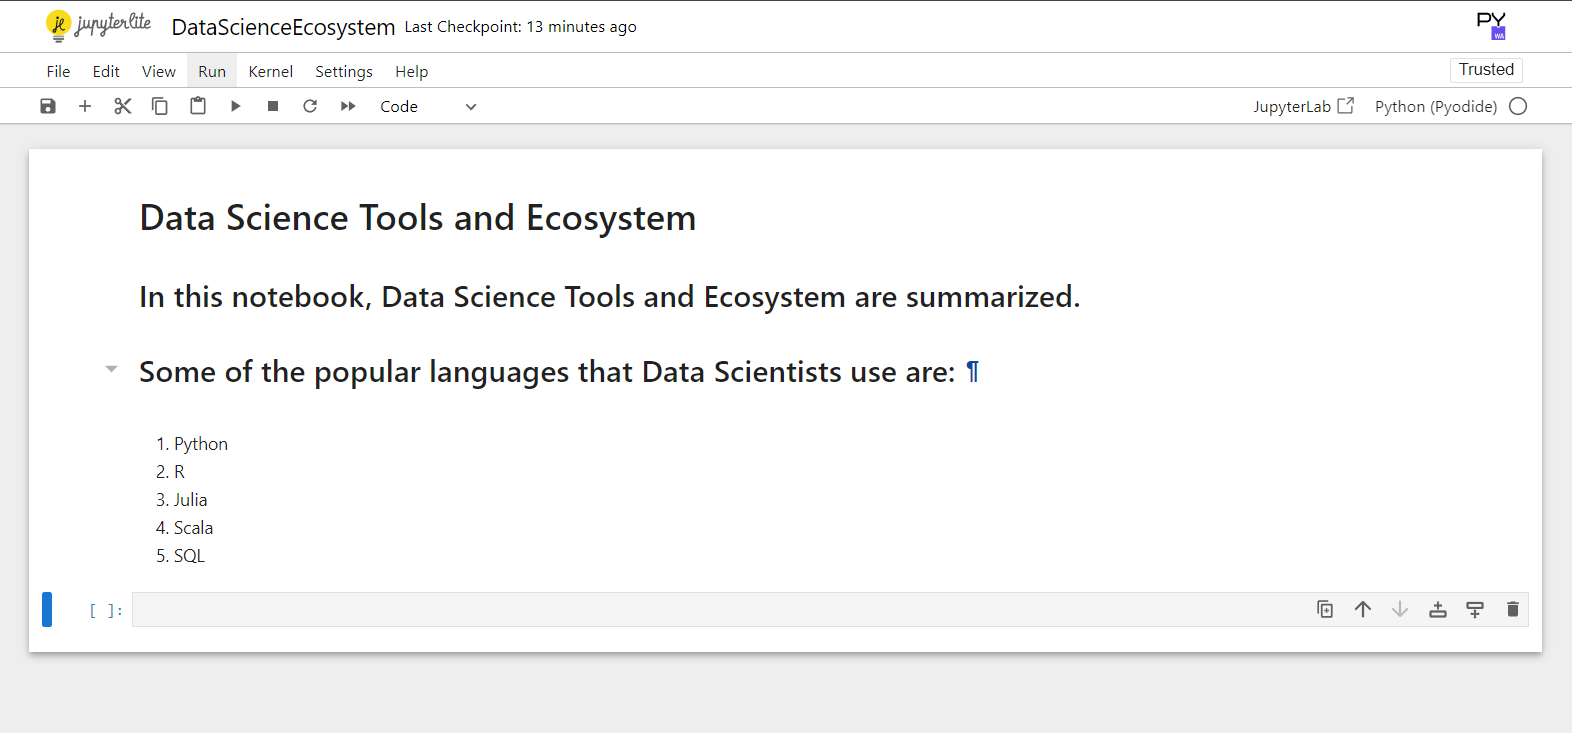 jupyterlite DataScienceEcosystem Last Checkpoint: 13 minutes ago PY WA
File Edit View Run Kernel Settings Help Trusted
Code JupyterLab Python (Pyodide)
Data Science Tools and Ecosystem
In this notebook, Data Science Tools and Ecosystem are summarized.
Some of the popular languages that Data Scientists use are: ¶
1. Python
2. R
3. Julia
4. Scala
5. SQL
[ ]: